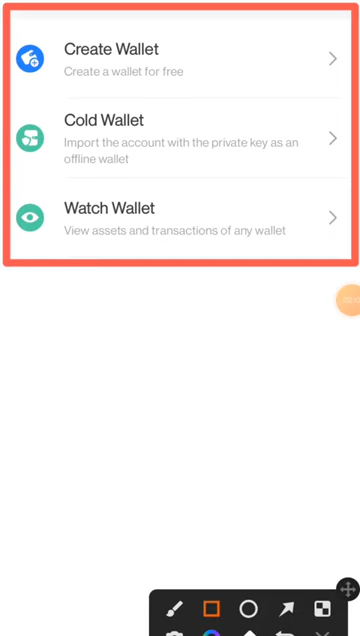 Create Wallet
Create a wallet for free
Cold Wallet
Import the account with the private key as an
offline wallet
Watch Wallet
View assets and transactions of any wallet